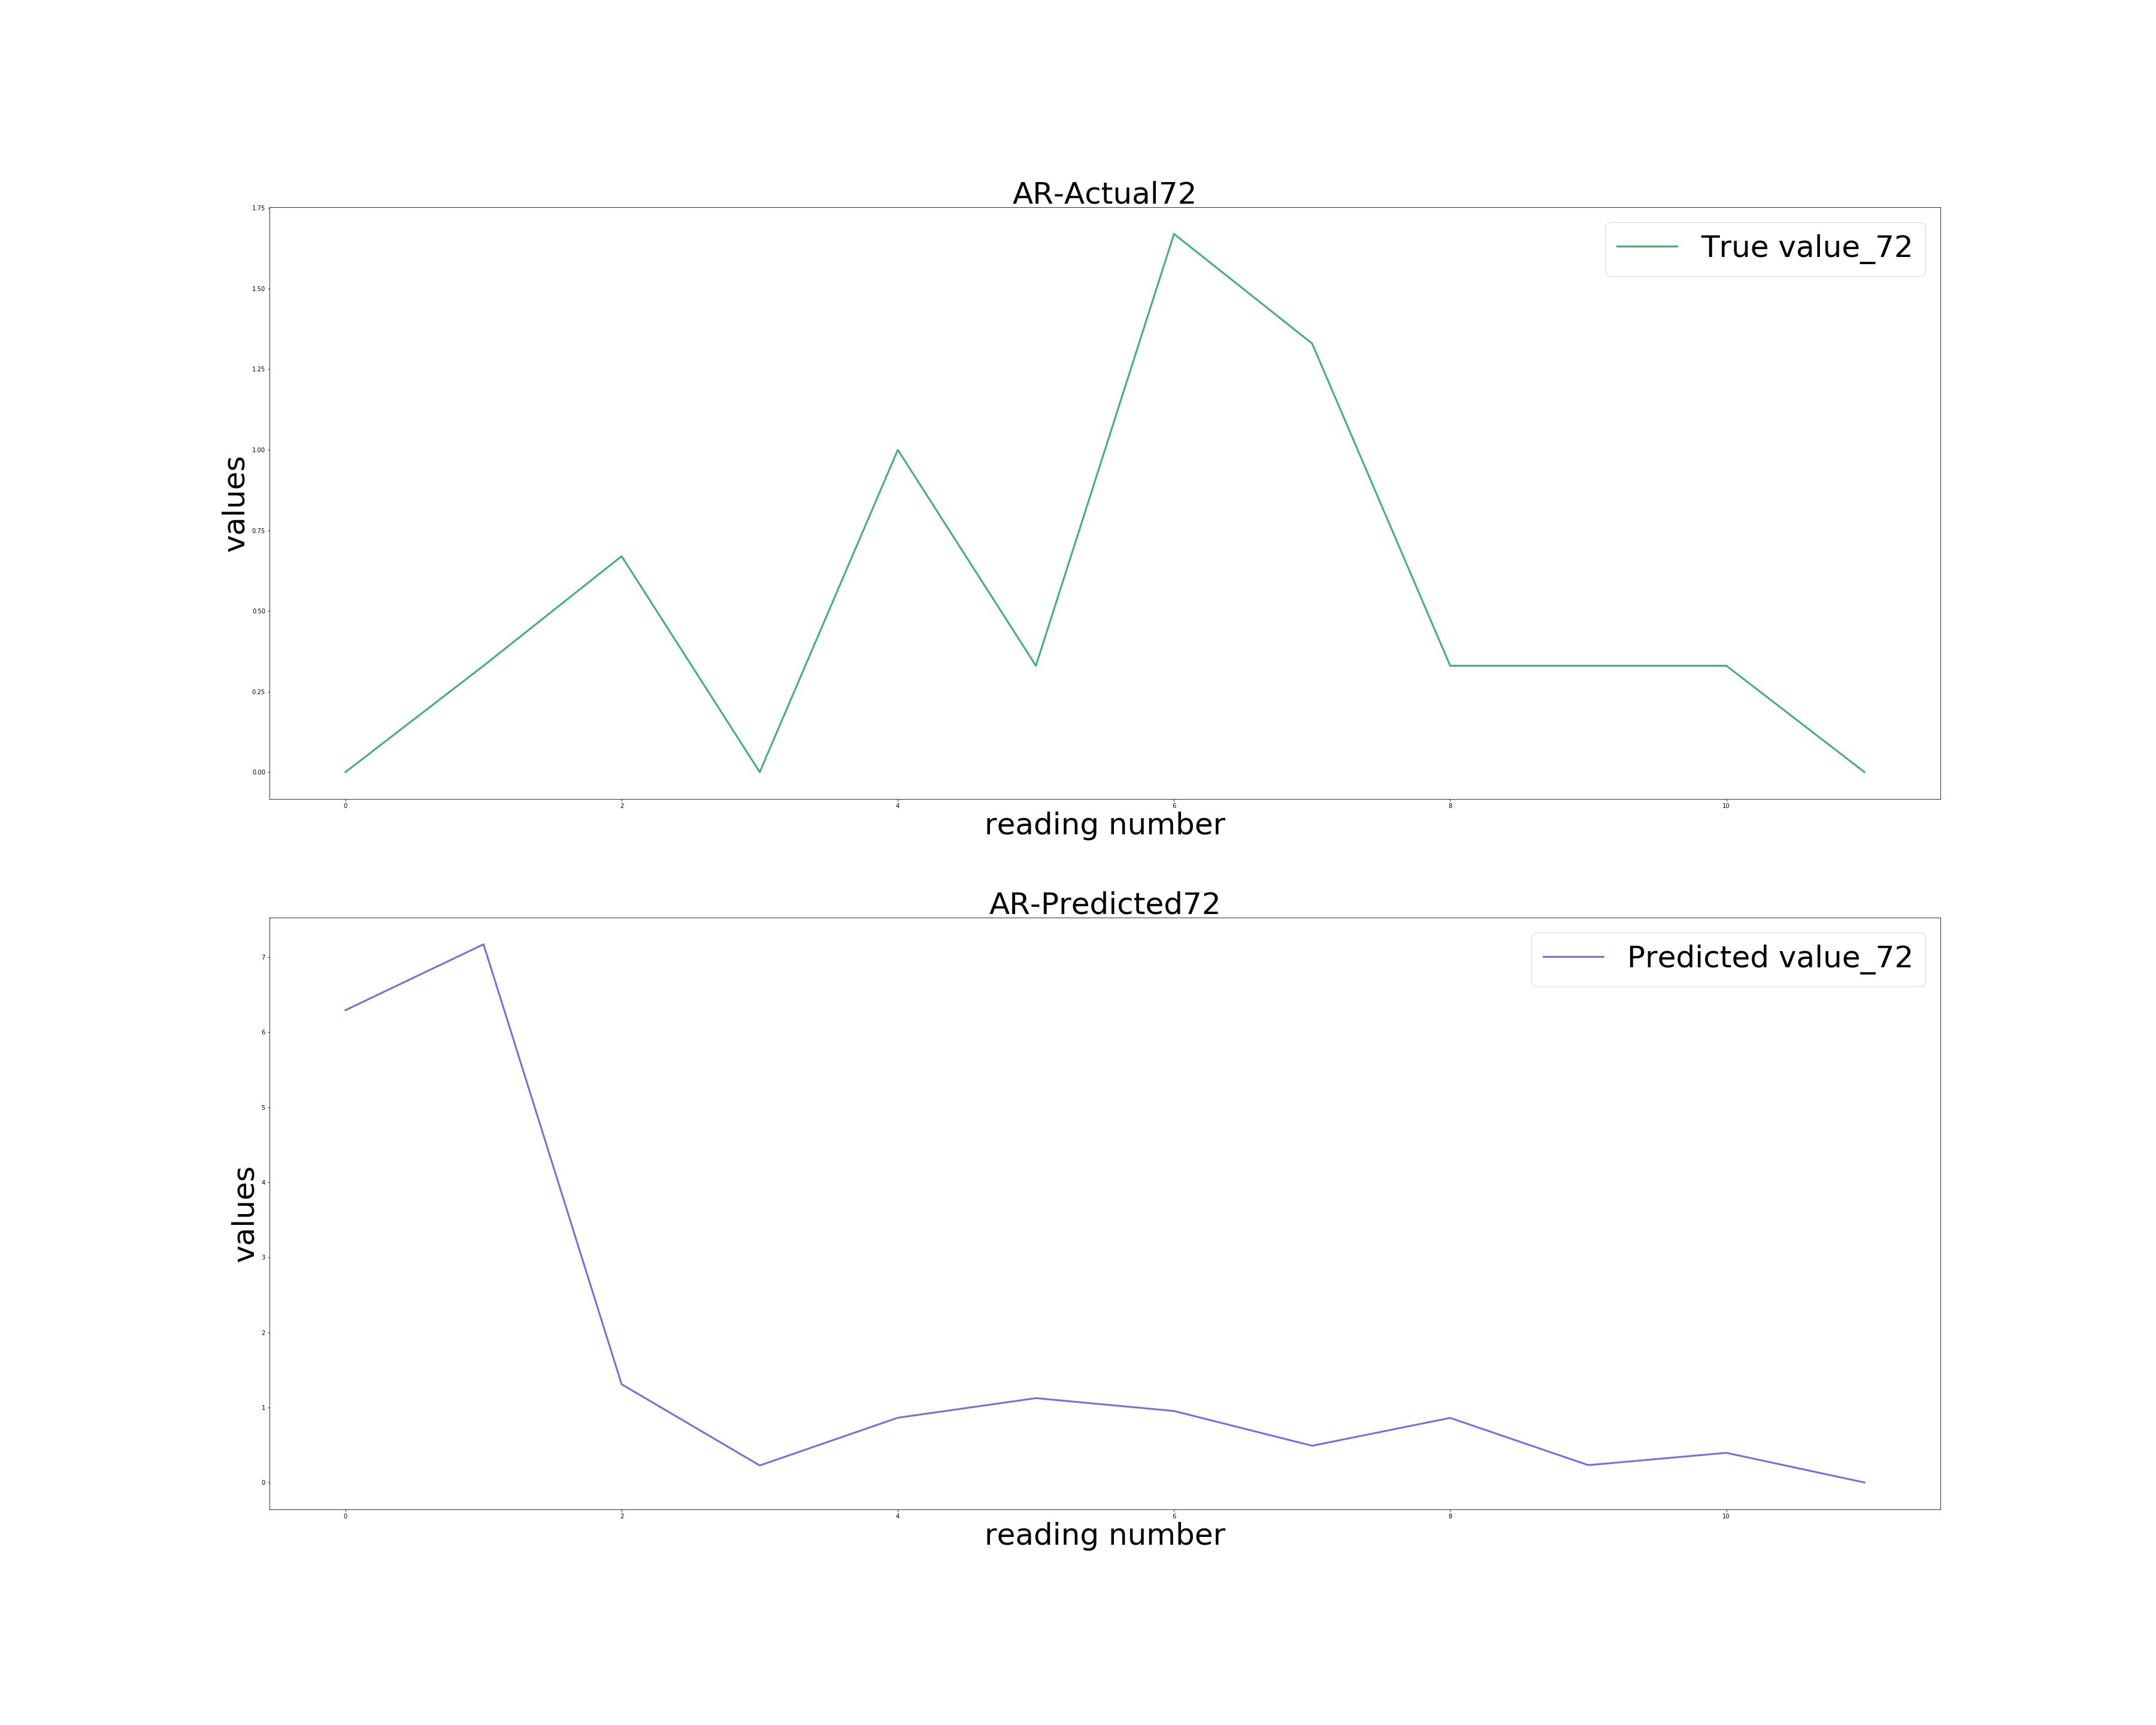 AR-Actual72
1.75
1.50
1.25
1.00
0.75
0.50
0.25
0.00
values
True value_72
0 2 4 6 8 10
reading number
AR-Predicted72
7
6
5
4
3
2
1
0
values
Predicted value_72
0 2 4 6 8 10
reading number